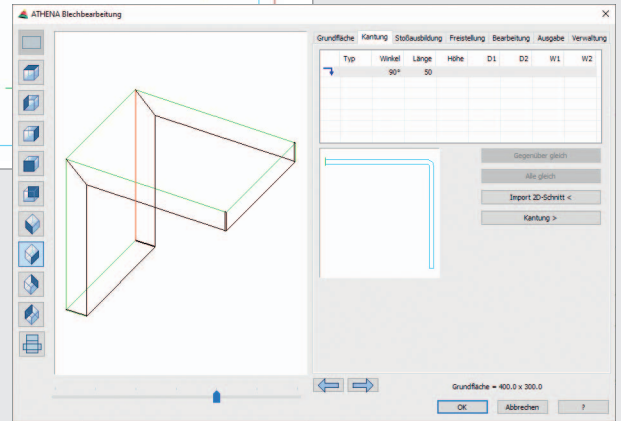 ATHENA Blechbearbeitung
Grundfläche Kantung Stoßausbildung Freistellung Bearbeitung Ausgabe Verwaltung
Typ Winkel Länge Höhe D1 D2 W1 W2
90° 50
Gegenüber gleich
Alle gleich
Import 2D-Schnitt <
Kantung >
Grundfläche = 400.0 x 300.0
OK Abbrechen ?